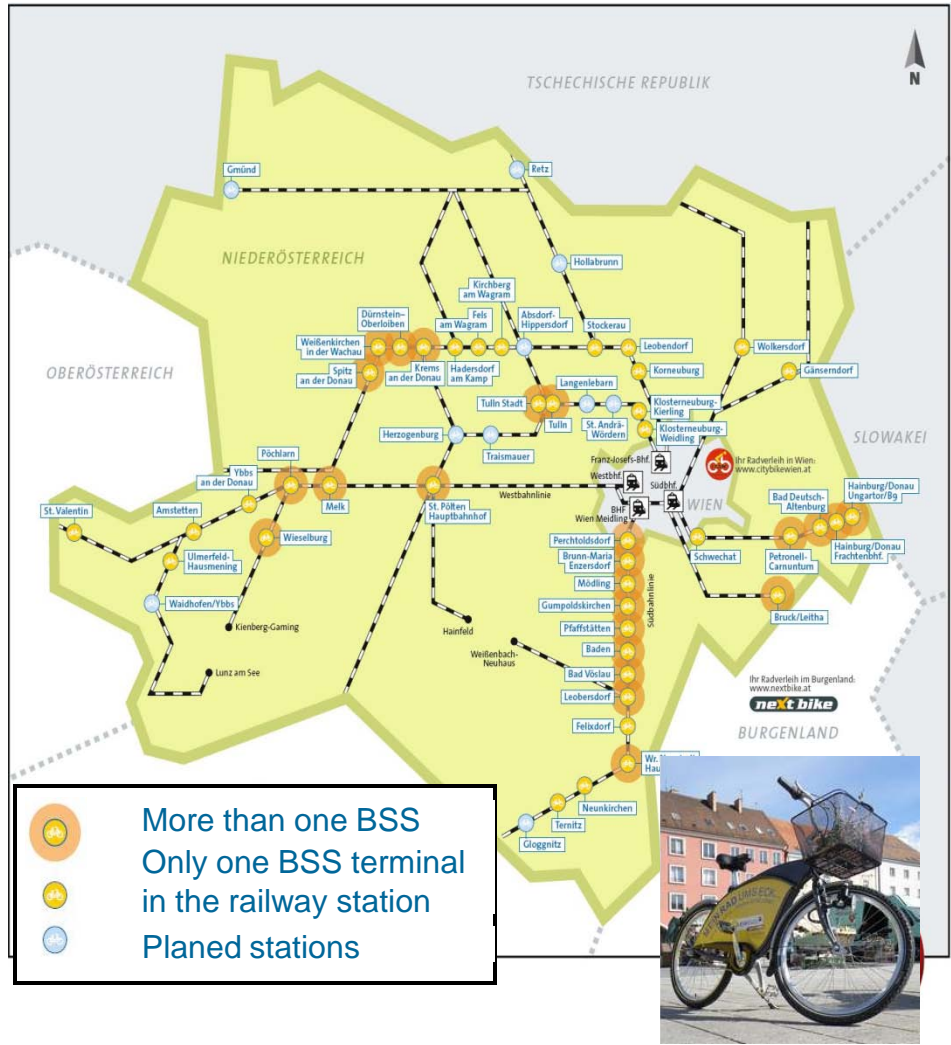 N
TSCHECHISCHE REPUBLIK
Gmünd
Retz
NIEDERÖSTERREICH
Hollabrunn
Kirchberg
am Wagram
Dürnstein–
Oberloiben
Fels
am Wagram
Absdorf-
Hippersdorf
Stockerau
Weißenkirchen
in der Wachau
Leobendorf
Wolkersdorf
OBERÖSTERREICH
Spitz
an der Donau
Krems
an der Donau
Hadersdorf
am Kamp
Korneuburg
Gänserndorf
Langenlebarn
Tulln Stadt
Klosterneuburg-
Kierling
Tulln
St. Andrä-
Wördern
Klosterneuburg-
Weidling
Herzogenburg
Traismauer
SLOWAKEI
Franz-Josefs-Bhf.
Ihr Radverleih in Wien:
www.citybikewien.at
Pöchlarn
Westbhf.
Südbhf.
Hainburg/Donau
Ungartor/B9
Ybbs
an der Donau
Westbahnlinie
Bad Deutsch-
Altenburg
St. Valentin
Amstetten
Melk
St. Pölten
Hauptbahnhof
BHF
Wien Meidling
WIEN
Wieselburg
Perchtoldsdorf
Schwechat
Petronell-
Carnuntum
Hainburg/Donau
Frachtenbhf.
Ulmerfeld-
Hausmening
Brunn-Maria
Enzersdorf
Mödling
Südbahnlinie
Waidhofen/Ybbs
Gumpoldskirchen
Bruck/Leitha
Kienberg-Gaming
Hainfeld
Pfaffstätten
Weißenbach-
Neuhaus
Baden
Lunz am See
Bad Vöslau
Ihr Radverleih im Burgenland:
www.nextbike.at
Leobersdorf
next bike
Felixdorf
BURGENLAND
Wr.
Neunkirchen
Ternitz
Gloggnitz
More than one BSS
Only one BSS terminal
in the railway station
Planed stations
MEIN RAD UMS ECK